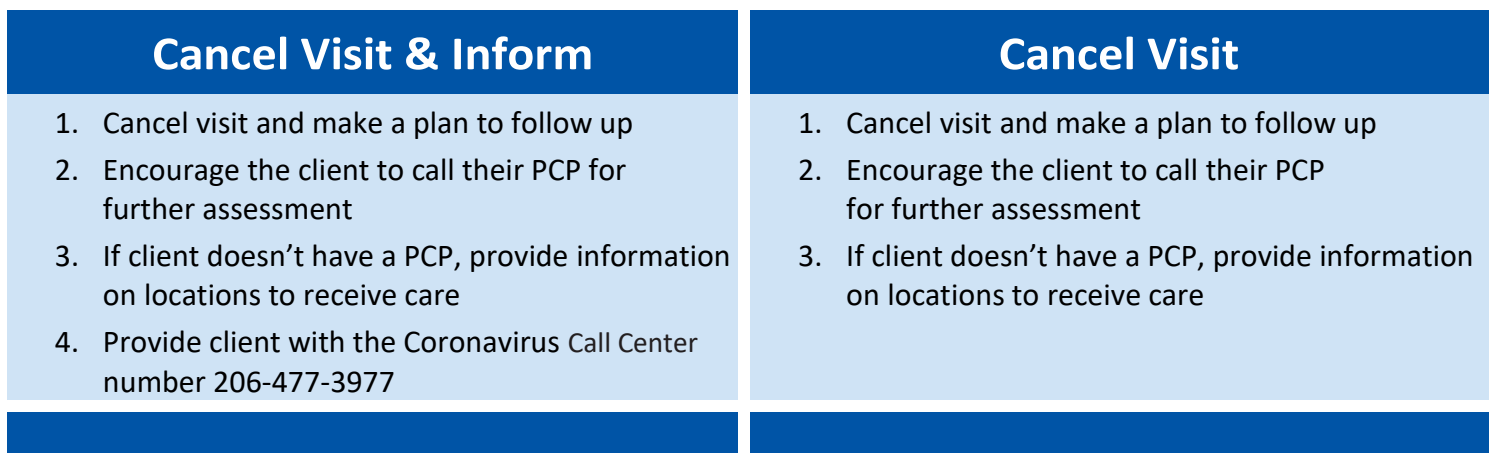 Cancel Visit & Inform
1. Cancel visit and make a plan to follow up
2. Encourage the client to call their PCP for
further assessment
3. If client doesn’t have a PCP, provide information
on locations to receive care
4. Provide client with the Coronavirus Call Center
number 206-477-3977
Cancel Visit
1. Cancel visit and make a plan to follow up
2. Encourage the client to call their PCP
for further assessment
3. If client doesn’t have a PCP, provide information
on locations to receive care